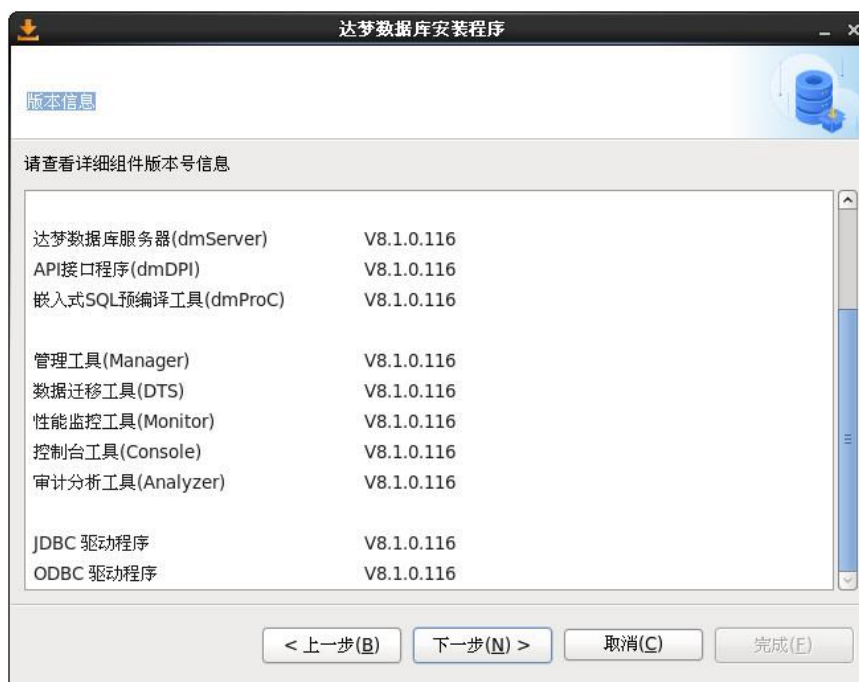 达梦数据库安装程序
版本信息
请查看详细组件版本号信息
达梦数据库服务器(dmServer) V8.1.0.116
API接口程序(dmDPI) V8.1.0.116
嵌入式SQL预编译工具(dmProC) V8.1.0.116
管理工具(Manager) V8.1.0.116
数据迁移工具(DTS) V8.1.0.116
性能监控工具(Monitor) V8.1.0.116
控制台工具(Console) V8.1.0.116
审计分析工具(Analyzer) V8.1.0.116
JDBC 驱动程序 V8.1.0.116
ODBC 驱动程序 V8.1.0.116
< 上一步(B) 下一步(N) > 取消(C) 完成(F)